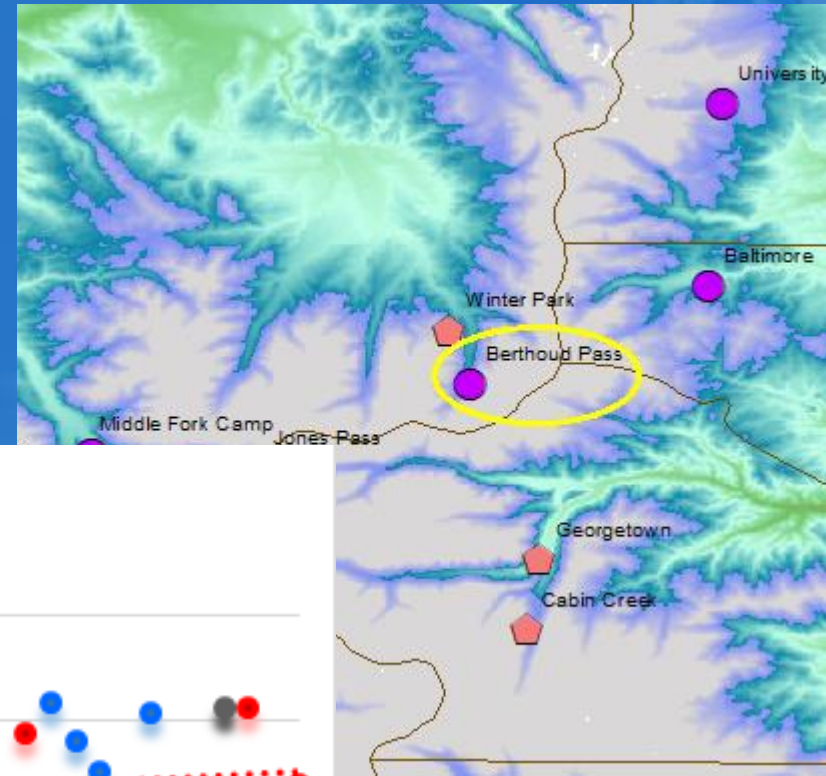 University
Baltimore
Winter Park
Berthoud Pass
Middle Fork Camp
Jones Pass
Georgetown
Cabin Creek